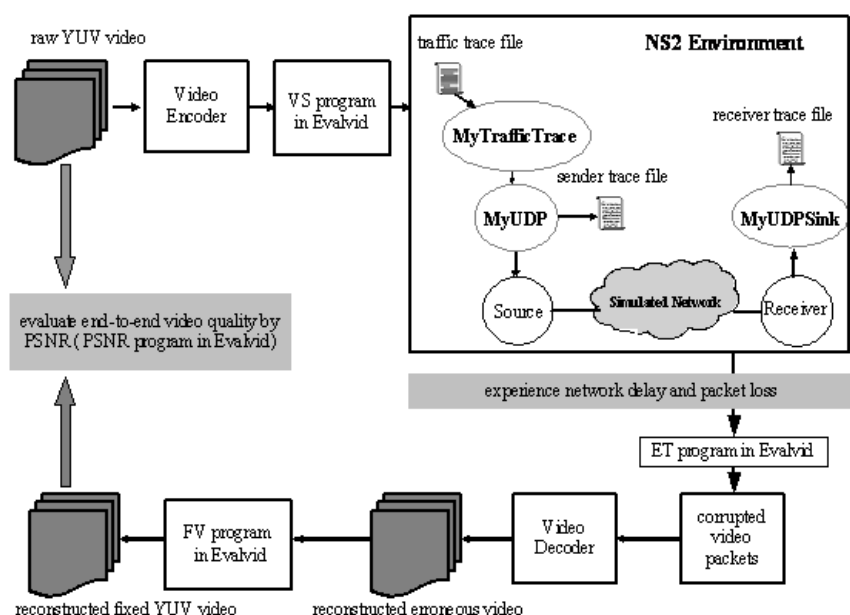 raw YUV video
Video
Encoder
VS program
in Evalvid
NS2 Environment
traffic trace file
MyTrafficTrace
receiver trace file
sender trace file
MyUDP
MyUDPSink
Source
Simulated Network
Receiver
evaluate end-to-end video quality by
PSNR ( PSNR program in Evalvid)
experience network delay and packet loss
ET program in Evalvid
corrupted
video
packets
Video
Decoder
FV program
in Evalvid
reconstructed erroneous video
reconstructed fixed YUV video